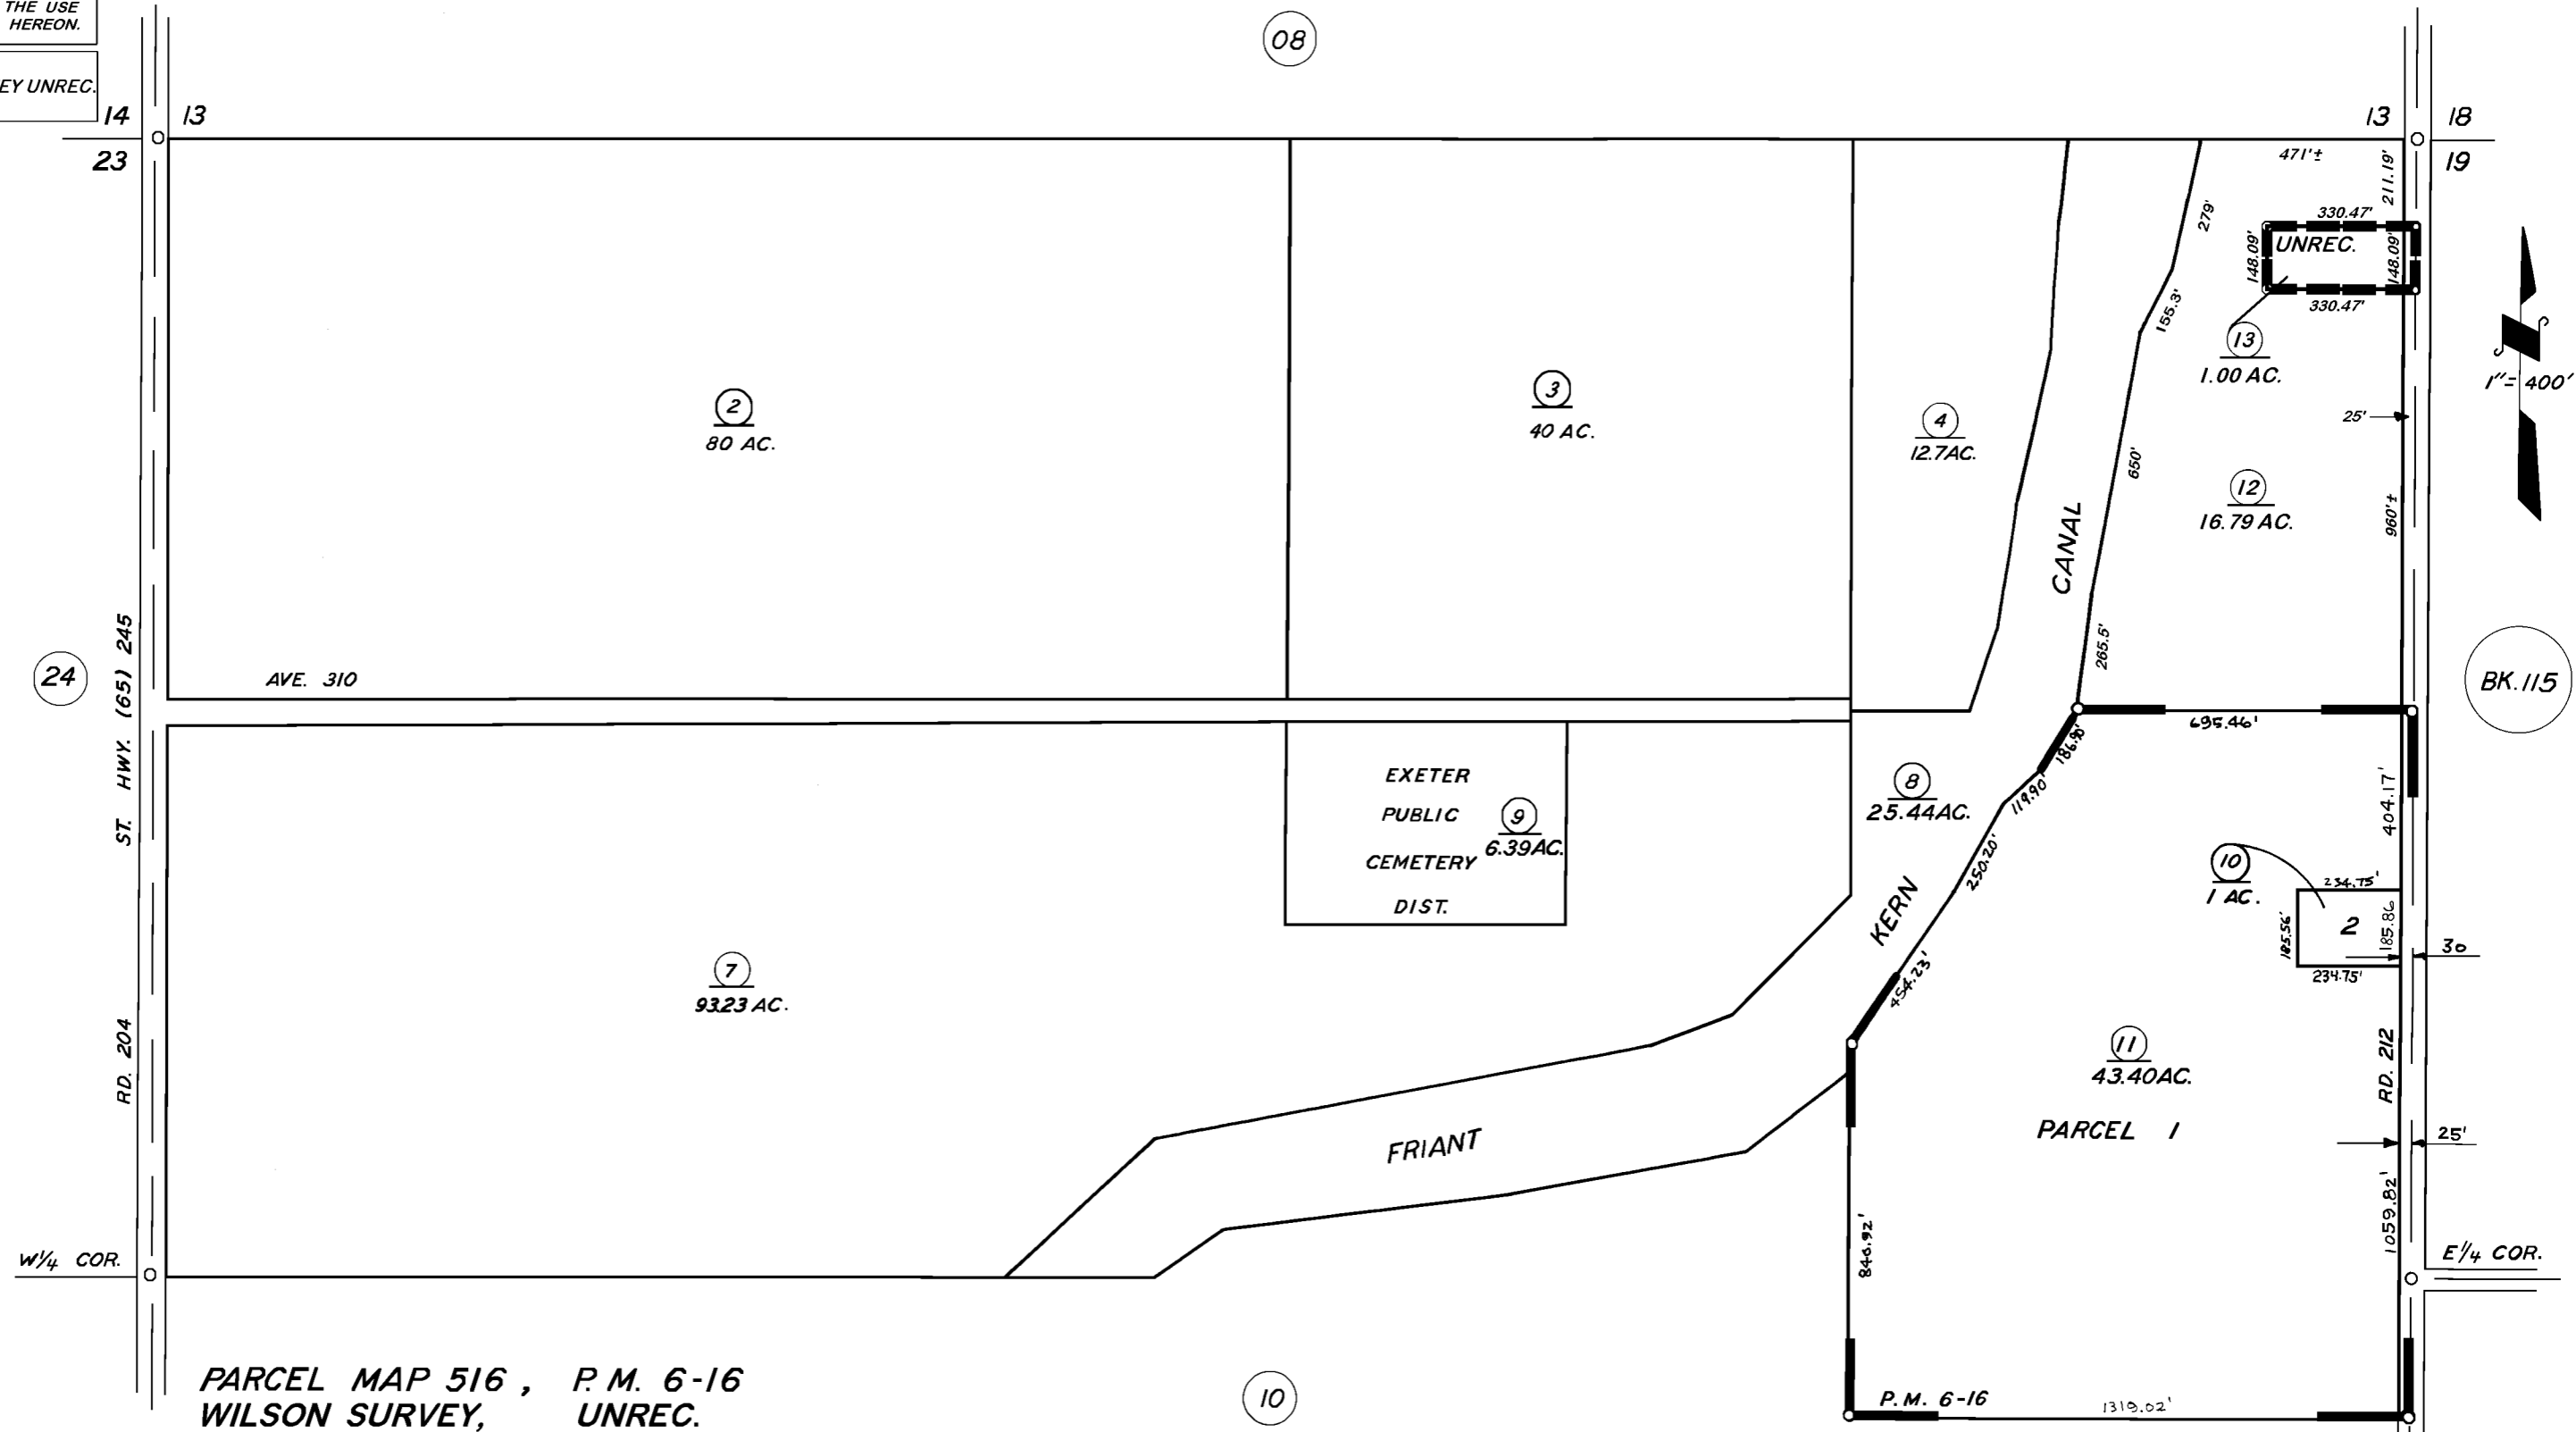 THE USE
HEREON.
EY UNREC.
08
14 13
13 18
23
19
471'±
211.19'
279'
330.47'
UNREC.
148.09'
148.09'
330.47'
155.3'
13
1.00 AC.
1"=400'
2
80 AC.
3
40 AC.
4
12.7AC.
25'
650'
12
16.79 AC.
960'±
CANAL
265.5'
ST. HWY. (65) 245
24
AVE. 310
BK.115
695.46'
186.90'
EXETER
PUBLIC
CEMETERY
DIST.
9
6.39AC.
8
25.44AC.
119.90'
404.17'
250.20'
10
1 AC.
234.75'
KERN
185.56'
2
185.86
30
234.75'
7
93.23 AC.
454.23'
RD. 204
11
43.40AC.
RD. 212
PARCEL 1
25'
FRIANT
1059.82'
846.92'
W1/4 COR.
E1/4 COR.
PARCEL MAP 516, P.M. 6-16
WILSON SURVEY, UNREC.
10
P.M. 6-16
1319.02'